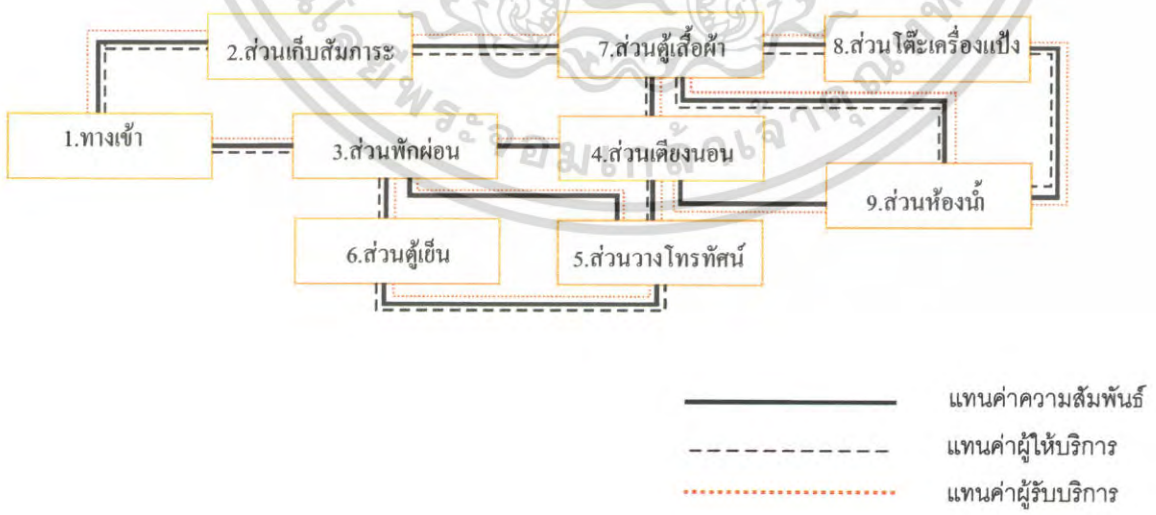 2.ส่วนเก็บสัมภาระ
7.ส่วนตู้เสื้อผ้า
8.ส่วนโต๊ะเครื่องแป้ง
1.ทางเข้า
3.ส่วนพักผ่อน
4.ส่วนเตียงนอน
9.ส่วนห้องน้ำ
6.ส่วนตู้เย็น
5.ส่วนวางโทรทัศน์
แทนค่าความสัมพันธ์
แทนค่าผู้ให้บริการ
แทนค่าผู้รับบริการ